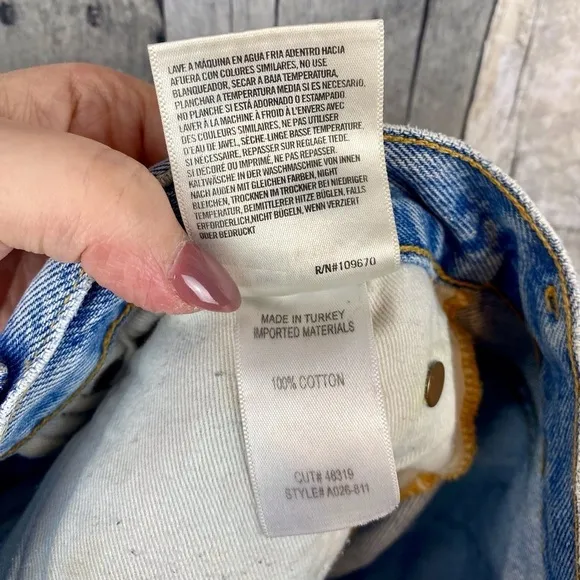 LAVE A MÁQUINA EN AGUA FRIA ADENTRO HACIA
AFUERA CON COLORES SIMILARES, NO USE
BLANQUEADOR, SECAR A BAJA TEMPERATURA,
PLANCHAR A TEMPERATURA MEDIA SI ES NECESARIO.
NO PLANCHE SI ESTÁ ADORNADO O ESTAMPADO.
LAVER À LA MACHINE À FROID À L'ENVERS AVEC
DES COULEURS SIMILAIRES, NE PAS UTILISER
D'EAU DE JAVEL, SÈCHE-LINGE BASSE TEMPÉRATURE,
SI NÉCESSAIRE, REPASSER SUR RÉGLAGE TIEDE.
SI DÉCORÉ OU IMPRIMÉ, NE PAS REPASSER
KALTWÄSCHE IN DER WASCHMASCHINE VON INNEN
NACH AUßEN MIT GLEICHEN FARBEN, NIGHT
BLEICHEN, TROCKEN IM TROCKNER BEI NIEDRIGER
TEMPERATUR, BEI MITTLERER HITZE BÜGELN, FALLS
ERFORDERLICH,NICHT BÜGELN, WENN VERZIERT
ODER BEDRUCKT
R/N#109670
MADE IN TURKEY
IMPORTED MATERIALS
100% COTTON
CUT# 48319
STYLE# A026-811